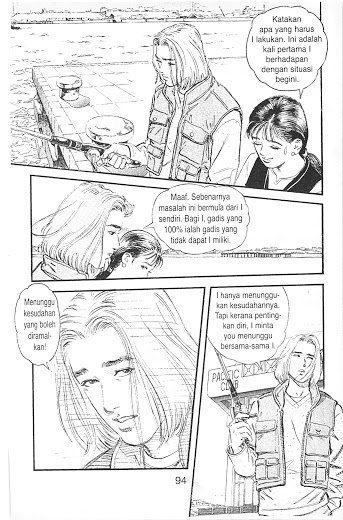 Katakan
apa yang harus
I lakukan. Ini adalah
kali pertama I
berhadapan
dengan situasi
begini.
Maaf. Sebenarnya
masalah ini bermula dari I
sendiri. Bagi I, gadis yang
100% ialah gadis yang
tidak dapat I miliki.
Menunggu
kesudahan
yang boleh
diramal-
kan!
I hanya menunggu-
kan kesudahannya.
Tapi kerana penting-
kan diri, I minta
you menunggu
bersama-sama I.
PACIFIC
CLUB
94